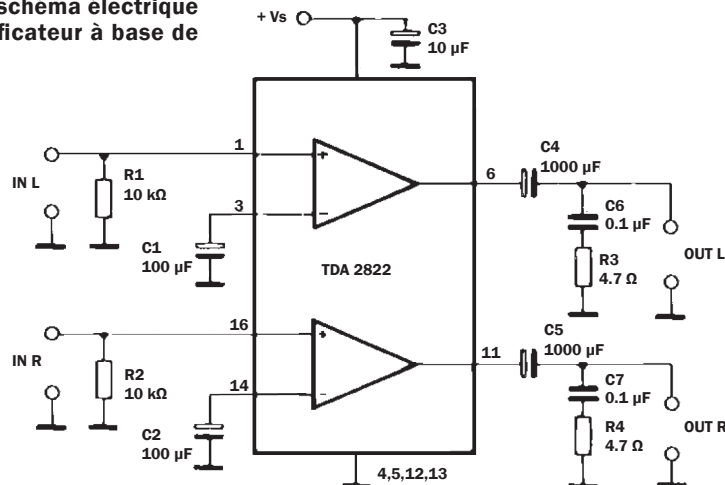 schéma électrique
ficateur à base de
+ Vs
C3
10 µF
1
IN L
R1
10 kΩ
3
C1
100 µF
+
−
TDA 2822
6
C4
1000 µF
C6
0.1 µF
R3
4.7 Ω
OUT L
16
IN R
R2
10 kΩ
14
C2
100 µF
+
−
11
C5
1000 µF
C7
0.1 µF
R4
4.7 Ω
OUT R
4,5,12,13